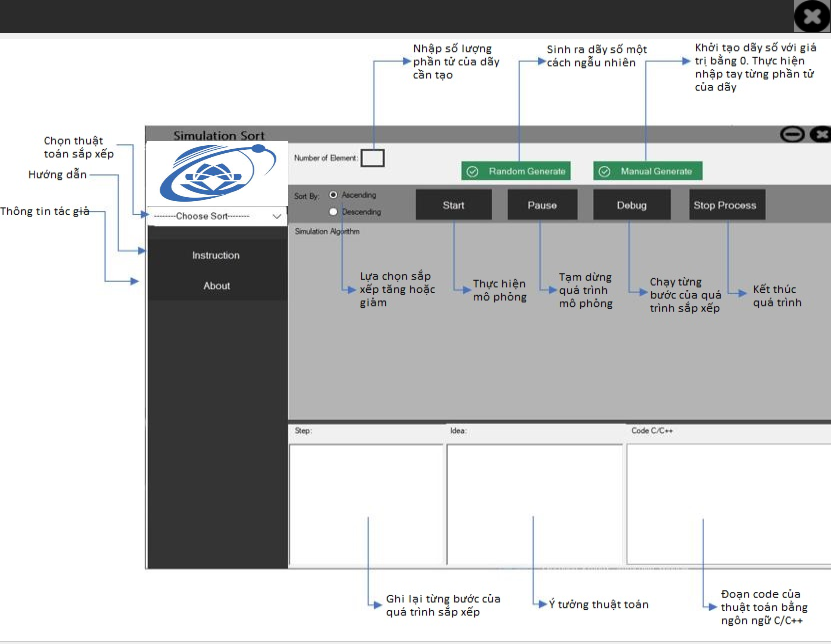 Nhập số lượng
phần tử của dãy
cần tạo
Sinh ra dãy số một
cách ngẫu nhiên
Khởi tạo dãy số với giá
trị bằng 0. Thực hiện
nhập tay từng phần tử
của dãy
Chọn thuật
toán sắp xếp
Hướng dẫn
Thông tin tác giả
Simulation Sort
Number of Element:
Random Generate
Manual Generate
--------Choose Sort-------
Sort By:
Ascending
Descending
Start
Pause
Debug
Stop Process
Simulation Algorithm
Instruction
About
Lựa chọn sắp
xếp tăng hoặc
giảm
Thực hiện
mô phỏng
Tạm dừng
quá trình
mô phỏng
Chạy từng
bước của quá
trình sắp xếp
Kết thúc
quá trình
Step:
Idea:
Code C/C++
Ghi lại từng bước của
quá trình sắp xếp
Ý tưởng thuật toán
Đoạn code của
thuật toán bằng
ngôn ngữ C/C++